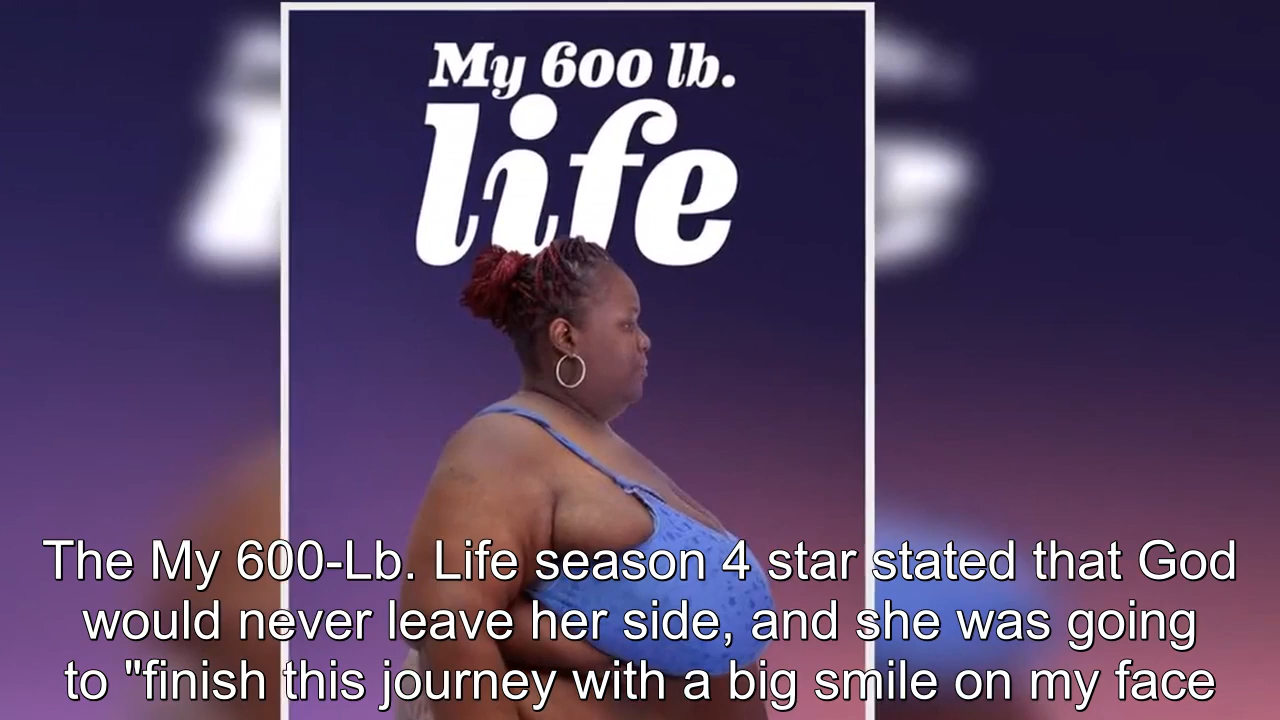 My 600 lb.
life
The My 600-Lb. Life season 4 star stated that God
would never leave her side, and she was going
to "finish this journey with a big smile on my face